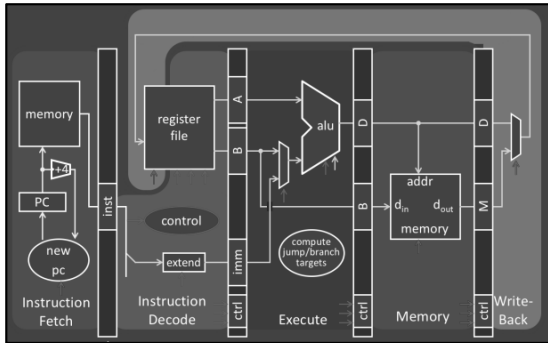 memory
+4
PC
new
pc
Instruction
Fetch
inst
register
file
control
extend
Instruction
Decode
A
B
imm
ctrl
alu
compute
jump/branch
targets
Execute
D
B
ctrl
addr
d_in d_out
memory
Memory
D
M
ctrl
Write-
Back